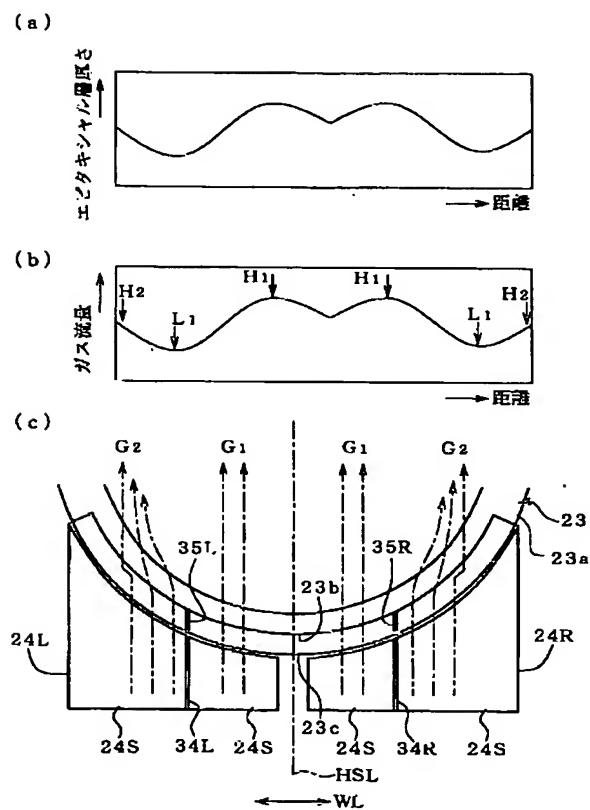 (a)
エピタキシャル層厚さ
距離
(b)
ガス流量
H2
L1
H1
H1
L1
H2
距離
(c)
G2
G1
G1
G2
23
23a
35L
23b
35R
24L
24R
24S
34L
24S
23c
24S
34R
24S
HSL
WL